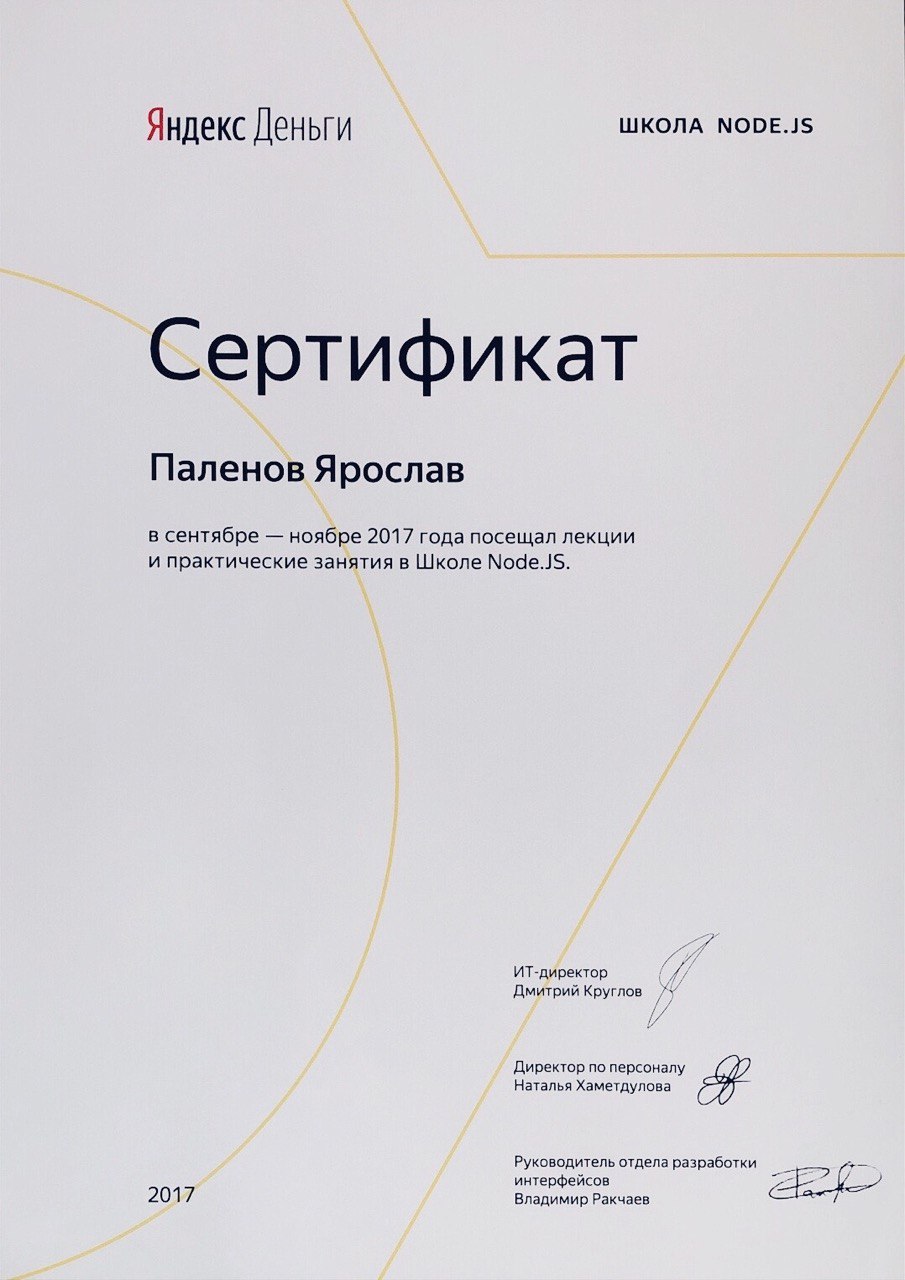 Яндекс Деньги
ШКОЛА NODE.JS
Сертификат
Паленов Ярослав
в сентябре — ноябре 2017 года посещал лекции
и практические занятия в Школе Node.JS.
ИТ-директор
Дмитрий Круглов
Директор по персоналу
Наталья Хаметдулова
Руководитель отдела разработки
интерфейсов
Владимир Ракчаев
2017